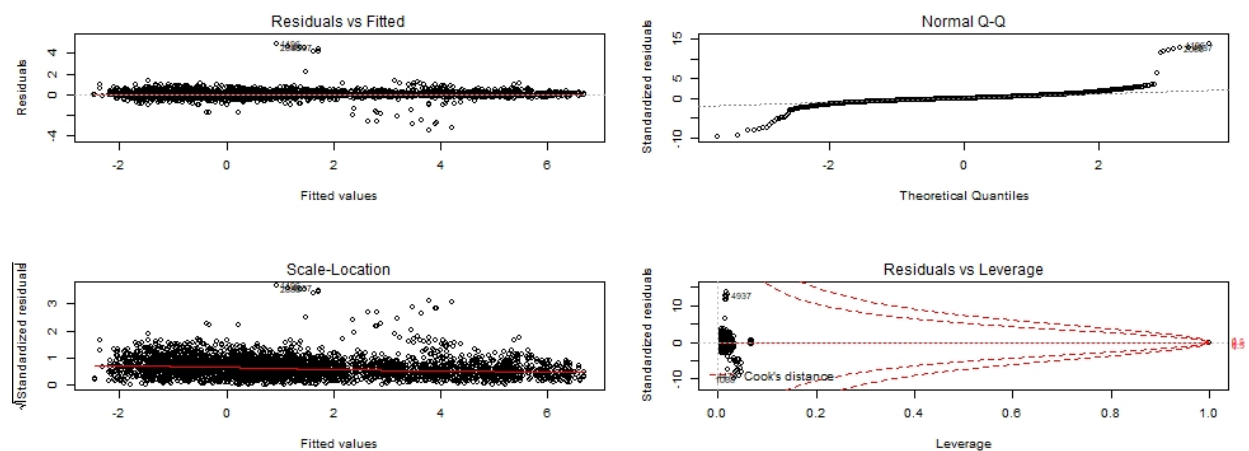 Residuals vs Fitted
Residuals
4
2
0
-4
-2
0
2
4
6
Fitted values
Normal Q-Q
Standardized residuals
15
5
0
-10
-2
0
2
Theoretical Quantiles
Scale-Location
√|Standardized residuals|
3
2
1
0
-2
0
2
4
6
Fitted values
Residuals vs Leverage
Standardized residuals
10
0
-10
4937
Cook's distance
0.0
0.2
0.4
0.6
0.8
1.0
Leverage